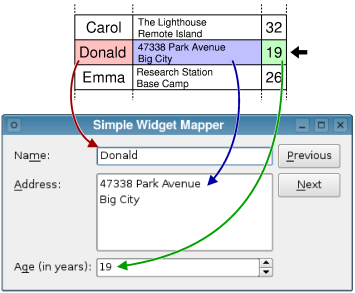 Carol
The Lighthouse
Remote Island
32
Donald
47338 Park Avenue
Big City
19
Emma
Research Station
Base Camp
26
Simple Widget Mapper
Name:
Donald
Previous
Address:
47338 Park Avenue
Big City
Next
Age (in years):
19